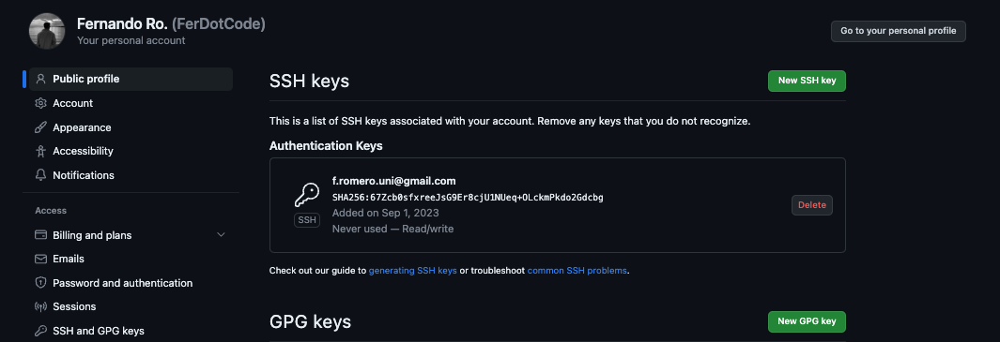 Fernando Ro. (FerDotCode)
Your personal account
Go to your personal profile
Public profile
Account
Appearance
Accessibility
Notifications
Access
Billing and plans
Emails
Password and authentication
Sessions
SSH and GPG keys
SSH keys
New SSH key
This is a list of SSH keys associated with your account. Remove any keys that you do not recognize.
Authentication Keys
f.romero.uni@gmail.com
SHA256:67Zcb0sfxreeJsG9Er8cjU1NUeq+OLckmPkdo2Gdcbg
SSH
Added on Sep 1, 2023
Never used — Read/write
Delete
Check out our guide to generating SSH keys or troubleshoot common SSH problems.
GPG keys
New GPG key